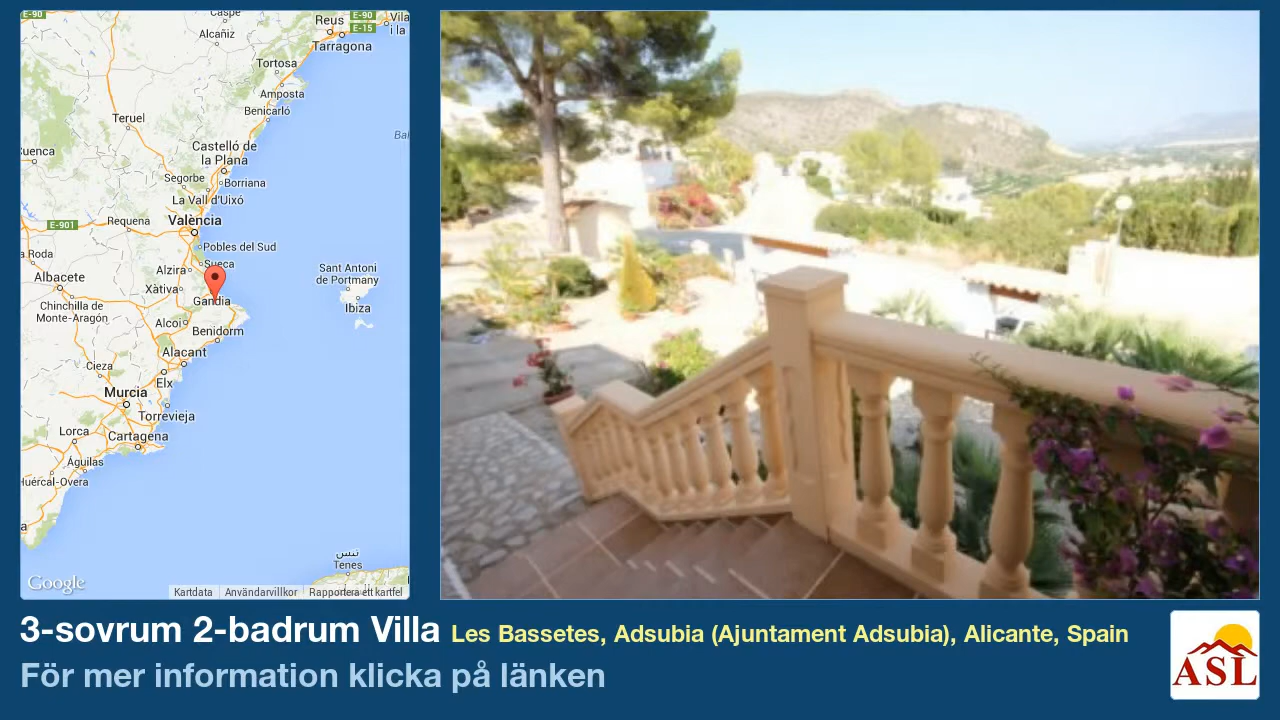 E-90
Caspe
Reus
E-90
E-15
Vila
i la
Alcañiz
Tarragona
Tortosa
Amposta
Benicarló
Teruel
Bal
Cuenca
Castelló de
la Plana
Segorbe
Borriana
La Vall d'Uixó
Requena
València
E-901
Pobles del Sud
a Roda
Sueca
Alzira
Sant Antoni
de Portmany
Albacete
Xàtiva
Gandia
Ibiza
Chinchilla de
Monte-Aragón
Alcoi
Benidorm
Alacant
Cieza
Elx
Murcia
Torrevieja
Lorca
Cartagena
Águilas
Huércal-Overa
a
تنس
Tenes
Google
Kartdata
Användarvillkor
Rapportera ett kartfel
3-sovrum 2-badrum Villa Les Bassetes, Adsubia (Ajuntament Adsubia), Alicante, Spain
För mer information klicka på länken
ASL